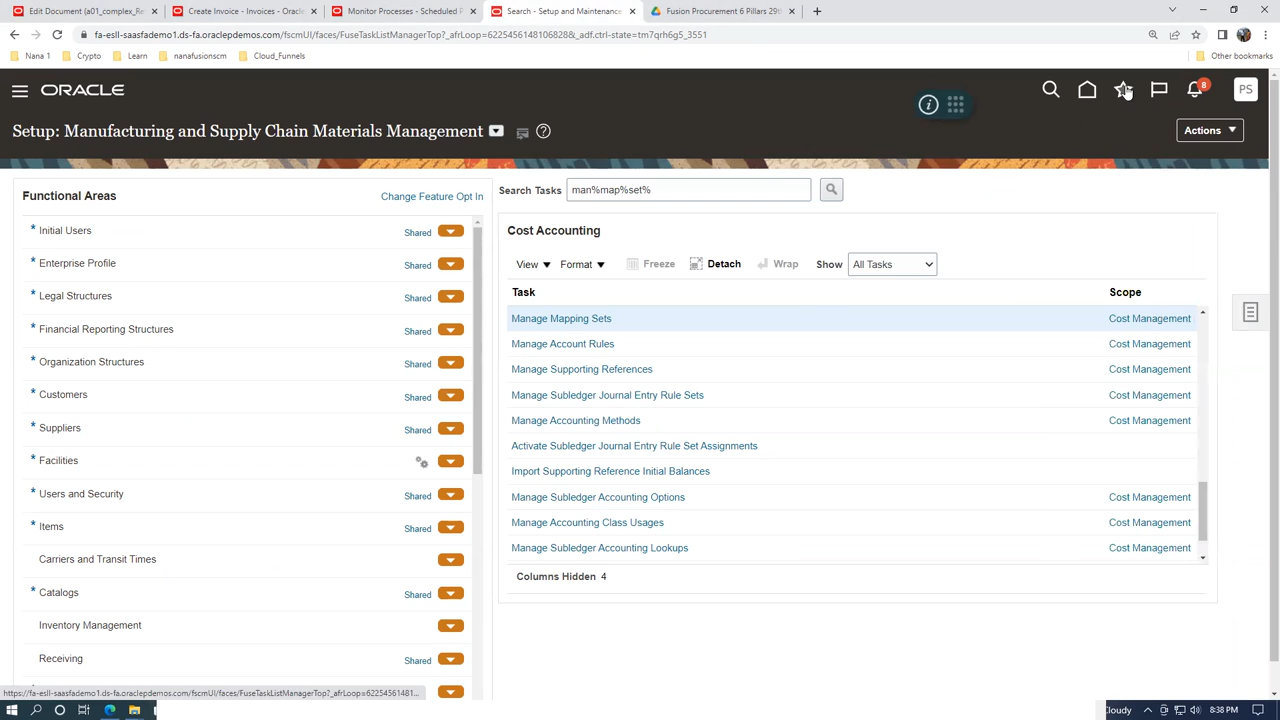 Edit Document (a01_complex_Re
Create Invoice - Invoices - Oracle
Monitor Processes - Scheduled P
Search - Setup and Maintenance
Fusion Procurement 6 Pillars 29th
fa-esll-saasfademo1.ds-fa.oraclepdemos.com/fscmUI/faces/FuseTaskListManagerTop?_afrLoop=6225456148106828&_adf.ctrl-state=tm7qrh6g5_3551
Nana 1
Crypto
Learn
nanafusionscm
Cloud_Funnels
Other bookmarks
ORACLE
8
PS
Setup: Manufacturing and Supply Chain Materials Management
Actions
Functional Areas
Change Feature Opt In
Search Tasks
man%map%set%
* Initial Users Shared
* Enterprise Profile Shared
* Legal Structures Shared
* Financial Reporting Structures Shared
* Organization Structures Shared
* Customers Shared
* Suppliers Shared
* Facilities
* Users and Security Shared
* Items Shared
Carriers and Transit Times
* Catalogs Shared
Inventory Management
Receiving Shared
Cost Accounting
View
Format
Freeze
Detach
Wrap
Show
All Tasks
Task Scope
Manage Mapping Sets Cost Management
Manage Account Rules Cost Management
Manage Supporting References Cost Management
Manage Subledger Journal Entry Rule Sets Cost Management
Manage Accounting Methods Cost Management
Activate Subledger Journal Entry Rule Set Assignments
Import Supporting Reference Initial Balances
Manage Subledger Accounting Options Cost Management
Manage Accounting Class Usages Cost Management
Manage Subledger Accounting Lookups Cost Management
Columns Hidden 4
https://fa-esll-saasfademo1.ds-fa.oraclepdemos.com/fscmUI/faces/FuseTaskListManagerTop?_afrLoop=62254561481...
Cloudy
8:38 PM